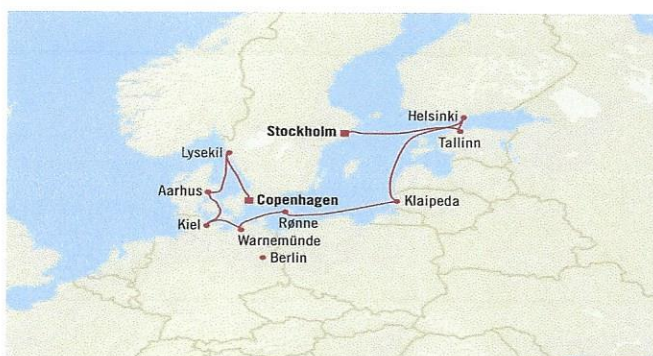 Helsinki
Stockholm
Tallinn
Lysekil
Aarhus
Copenhagen
Klaipeda
Kiel
Rønne
Warnemünde
Berlin